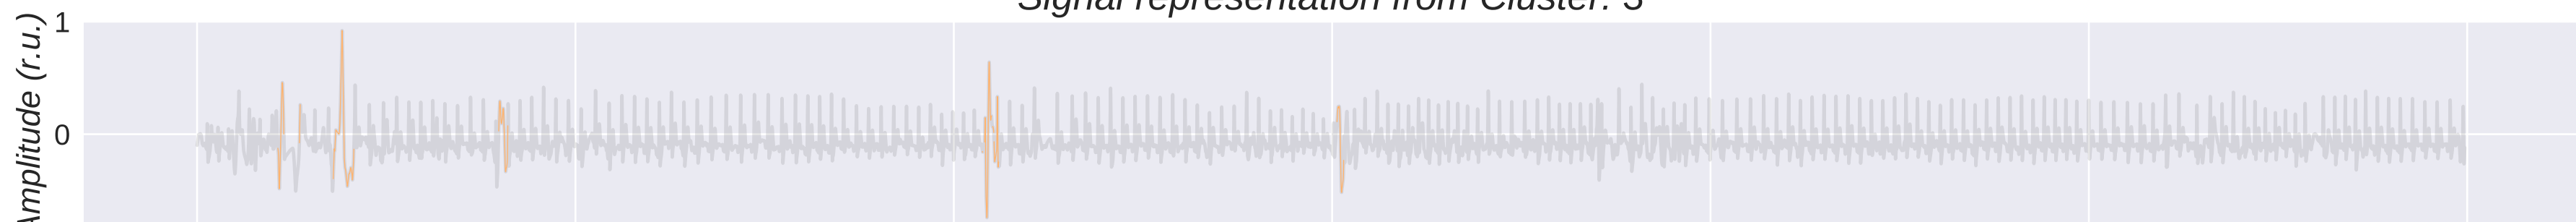 Signal representation from Cluster: 3
Amplitude (r.u.)
1
0